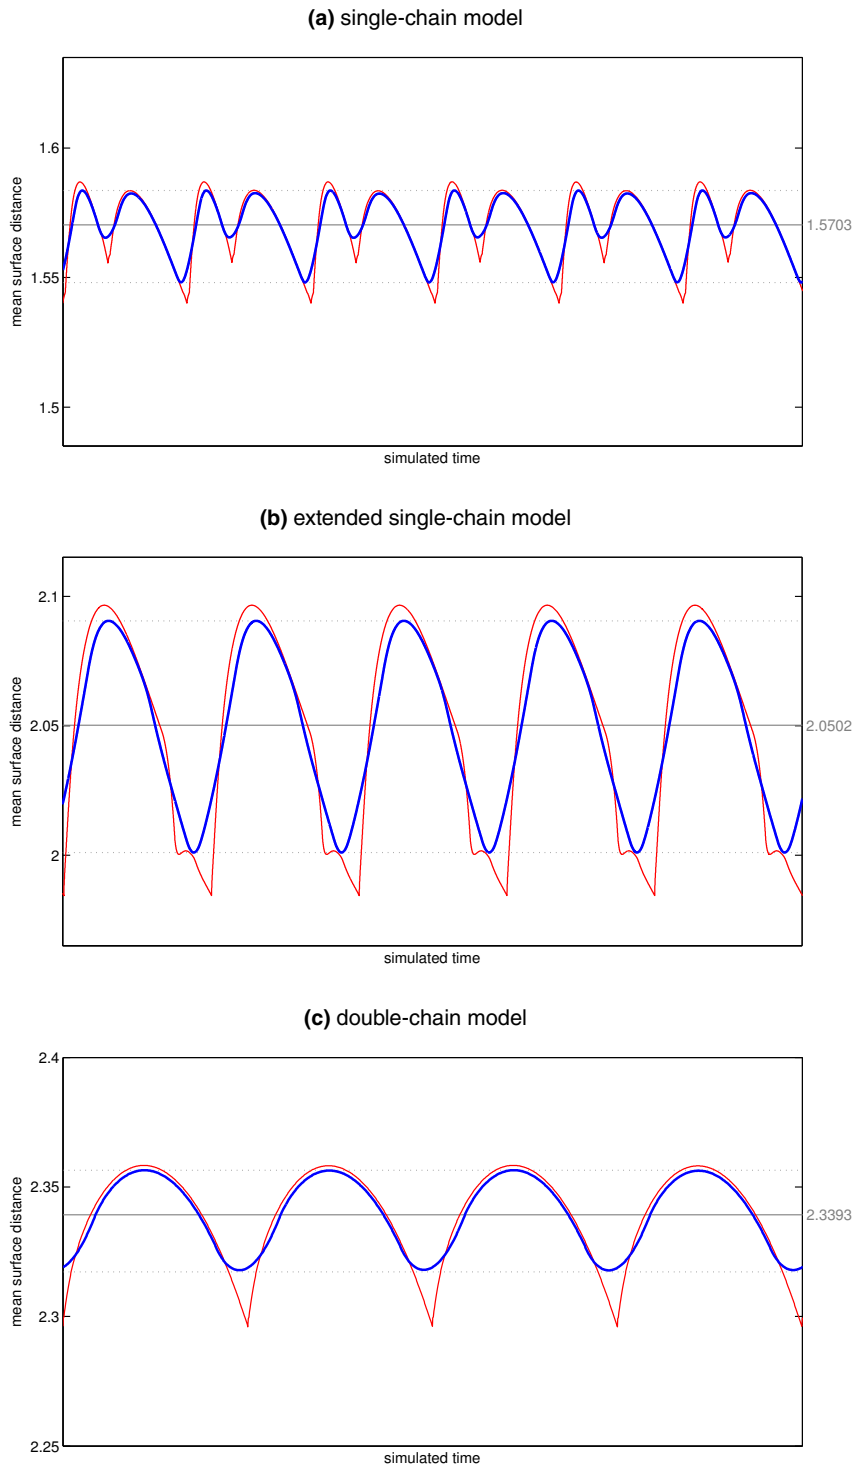 (a) single-chain model
mean surface distance
1.6
1.55
1.5
1.5703
simulated time
(b) extended single-chain model
mean surface distance
2.1
2.05
2
2.0502
simulated time
(c) double-chain model
mean surface distance
2.4
2.35
2.3
2.25
2.3393
simulated time